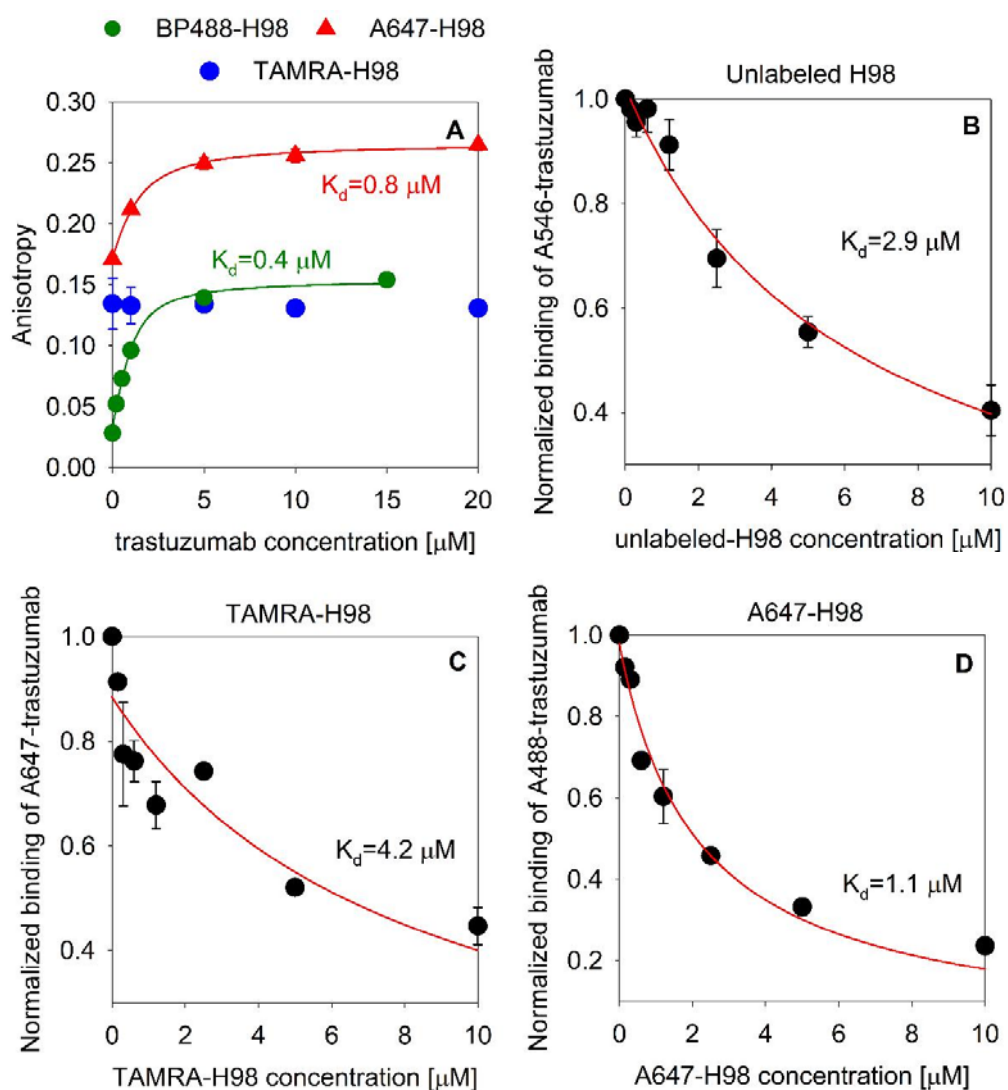 BP488-H98 A647-H98
TAMRA-H98
A
0.30
0.25
0.20
0.15
0.10
0.05
0.00
Anisotropy
Kd=0.8 μM
Kd=0.4 μM
0 5 10 15 20
trastuzumab concentration [μM]
Unlabeled H98
B
1.0
0.8
0.6
0.4
Normalized binding of A546-trastuzumab
Kd=2.9 μM
0 2 4 6 8 10
unlabeled-H98 concentration [μM]
TAMRA-H98
C
1.0
0.8
0.6
0.4
Normalized binding of A647-trastuzumab
Kd=4.2 μM
0 2 4 6 8 10
TAMRA-H98 concentration [μM]
A647-H98
D
1.0
0.8
0.6
0.4
0.2
Normalized binding of A488-trastuzumab
Kd=1.1 μM
0 2 4 6 8 10
A647-H98 concentration [μM]